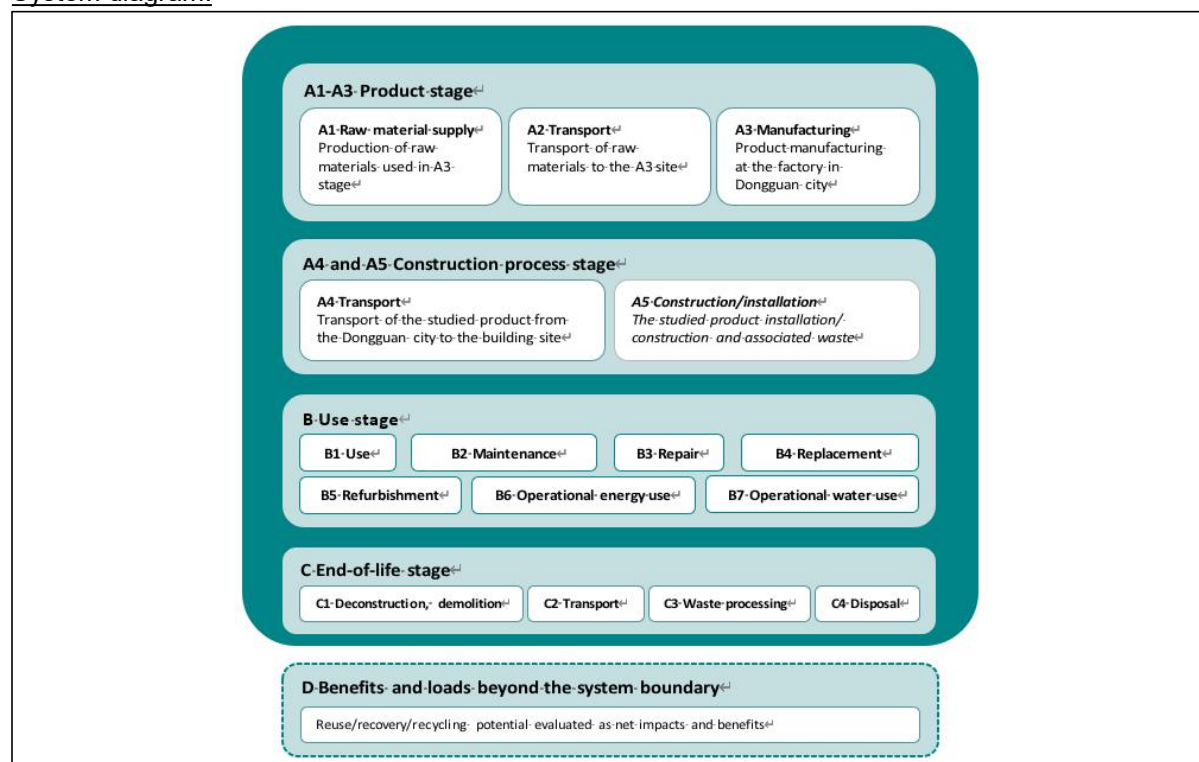 System diagram:
A1-A3 Product stage↵
A1 Raw material supply↵
Production of raw
materials used in A3
stage↵
A2 Transport↵
Transport of raw
materials to the A3 site↵
A3 Manufacturing↵
Product manufacturing
at the factory in
Dongguan city↵
A4 and A5 Construction process stage↵
A4 Transport↵
Transport of the studied product from
the Dongguan city to the building site↵
A5 Construction/installation↵
The studied product installation/
construction and associated waste↵
B Use stage↵
B1 Use↵
B2 Maintenance↵
B3 Repair↵
B4 Replacement↵
B5 Refurbishment↵
B6 Operational energy use↵
B7 Operational water use↵
C End-of-life stage↵
C1 Deconstruction, demolition↵
C2 Transport↵
C3 Waste processing↵
C4 Disposal↵
D Benefits and loads beyond the system boundary↵
Reuse/recovery/recycling potential evaluated as net impacts and benefits↵